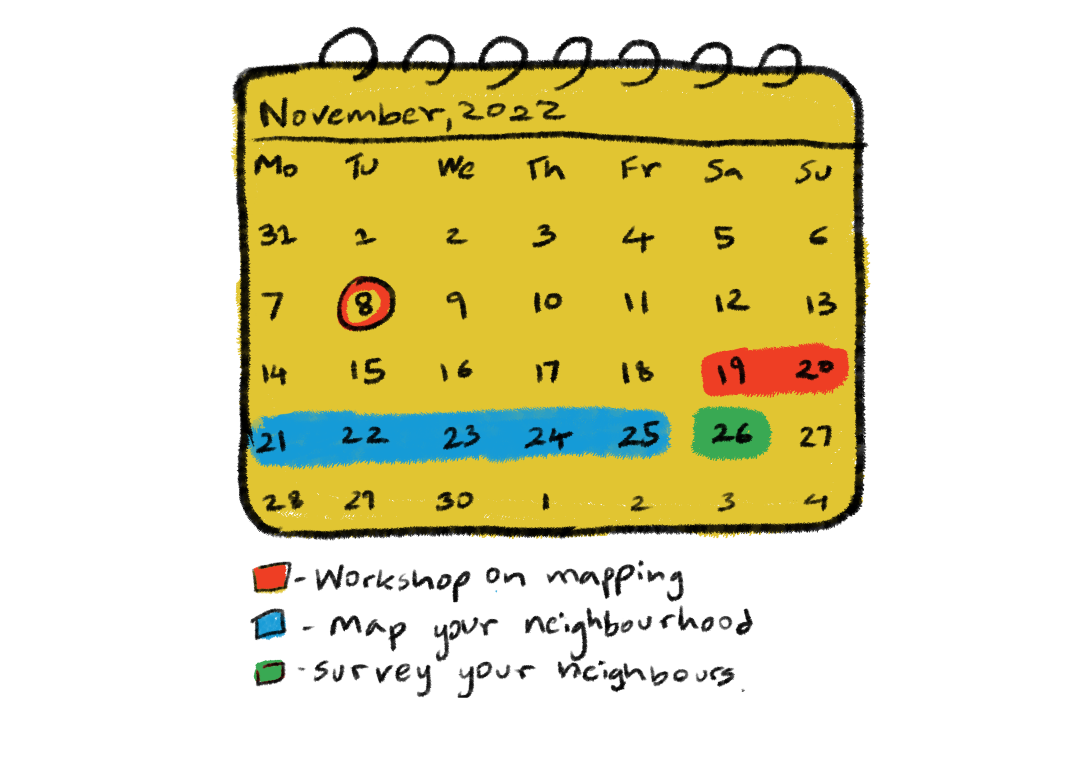 November, 2022
Mo Tu We Th Fr Sa Su
31 1 2 3 4 5 6
7 8 9 10 11 12 13
14 15 16 17 18 19 20
21 22 23 24 25 26 27
28 29 30 1 2 3 4
- Workshop on mapping
- Map your neighbourhood
- survey your neighbours.